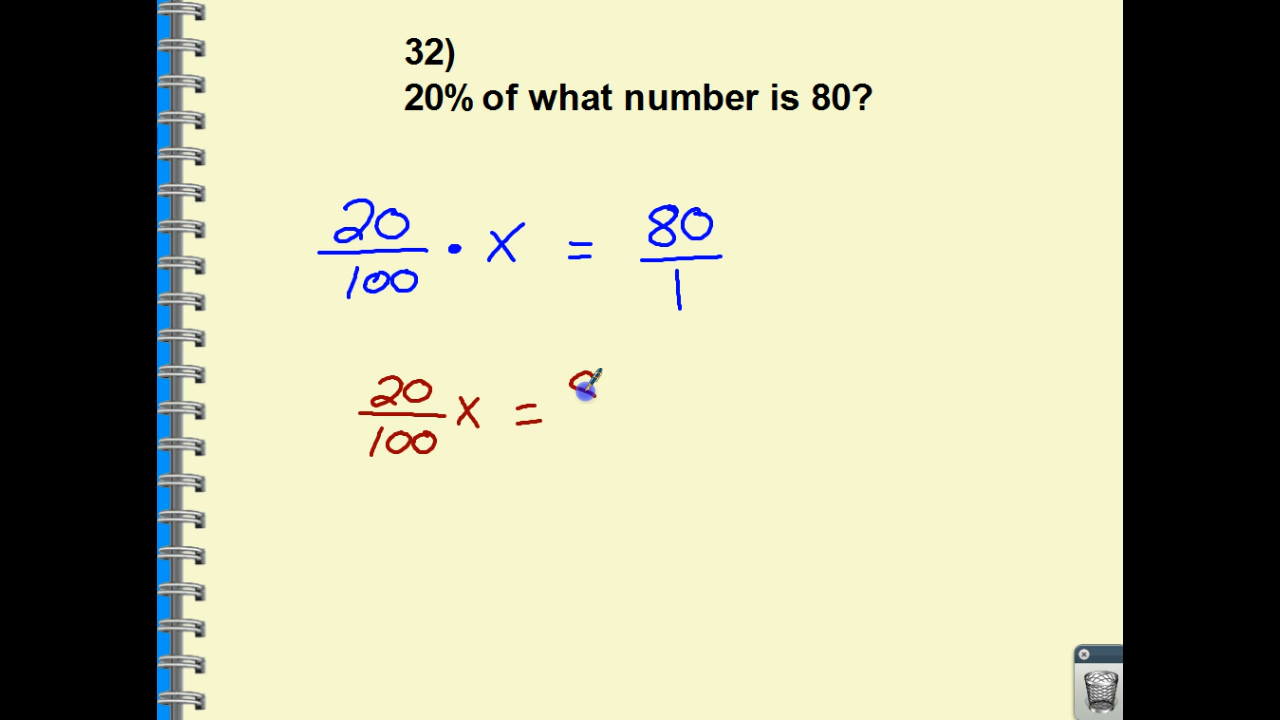 32)
20% of what number is 80?
20/100 · x = 80/1
20/100 x =